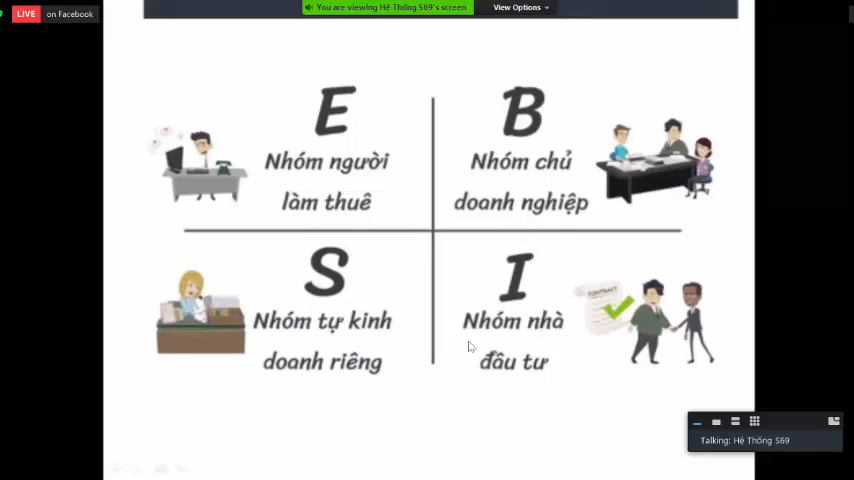 LIVE on Facebook
You are viewing Hệ Thống S69's screen
View Options
E
Nhóm người
làm thuê
B
Nhóm chủ
doanh nghiệp
S
Nhóm tự kinh
doanh riêng
I
Nhóm nhà
đầu tư
CONTRACT
Talking: Hệ Thống S69